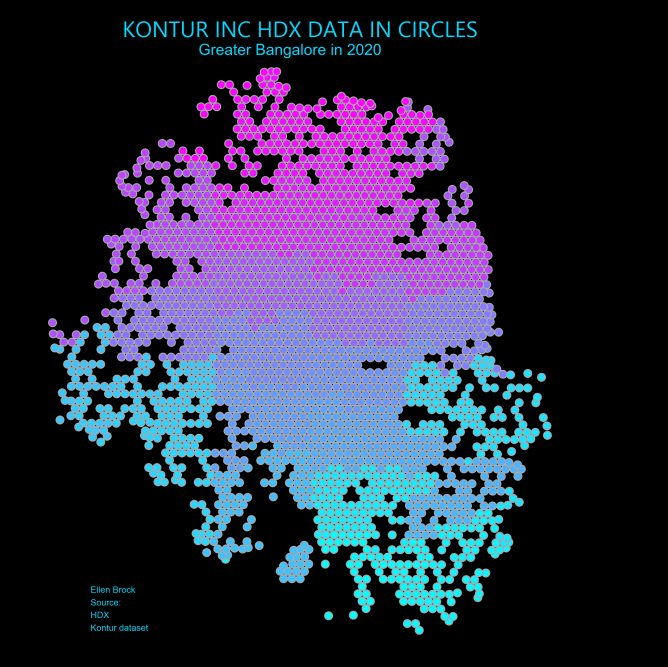 KONTUR INC HDX DATA IN CIRCLES
Greater Bangalore in 2020
Ellen Brock
Source:
HDX
Kontur dataset